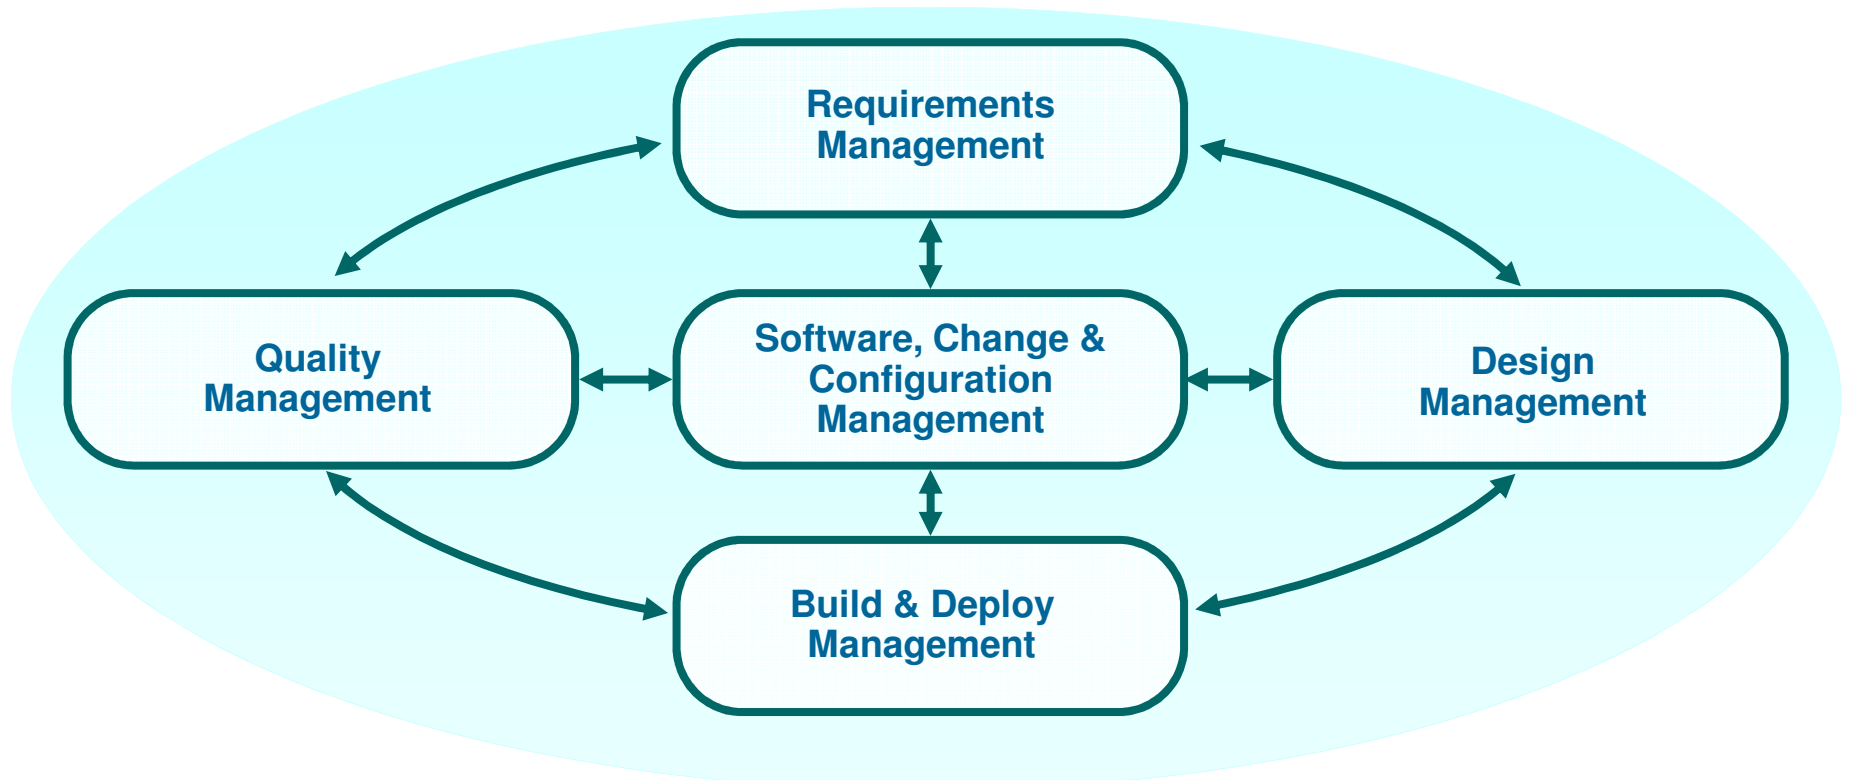 Requirements
Management
Quality
Management
Software, Change &
Configuration
Management
Design
Management
Build & Deploy
Management